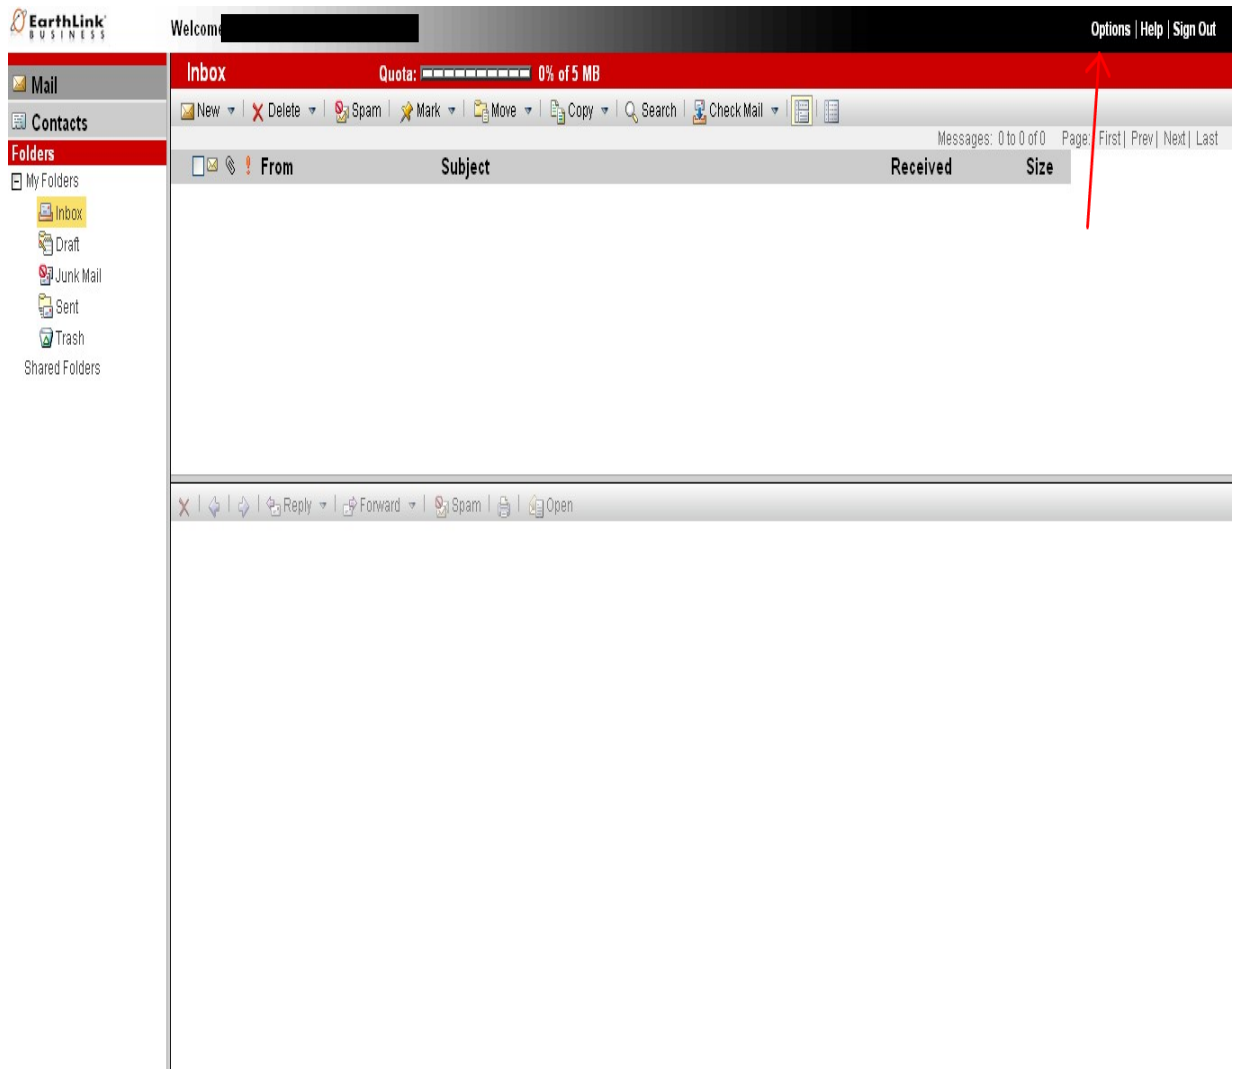 EarthLink
BUSINESS
Welcome
Options | Help | Sign Out
Mail
Contacts
Folders
My Folders
Inbox
Draft
Junk Mail
Sent
Trash
Shared Folders
Inbox Quota: 0% of 5 MB
New | Delete | Spam | Mark | Move | Copy | Search | Check Mail
Messages: 0 to 0 of 0 Page: First | Prev | Next | Last
From Subject Received Size
Reply | Forward | Spam | Open